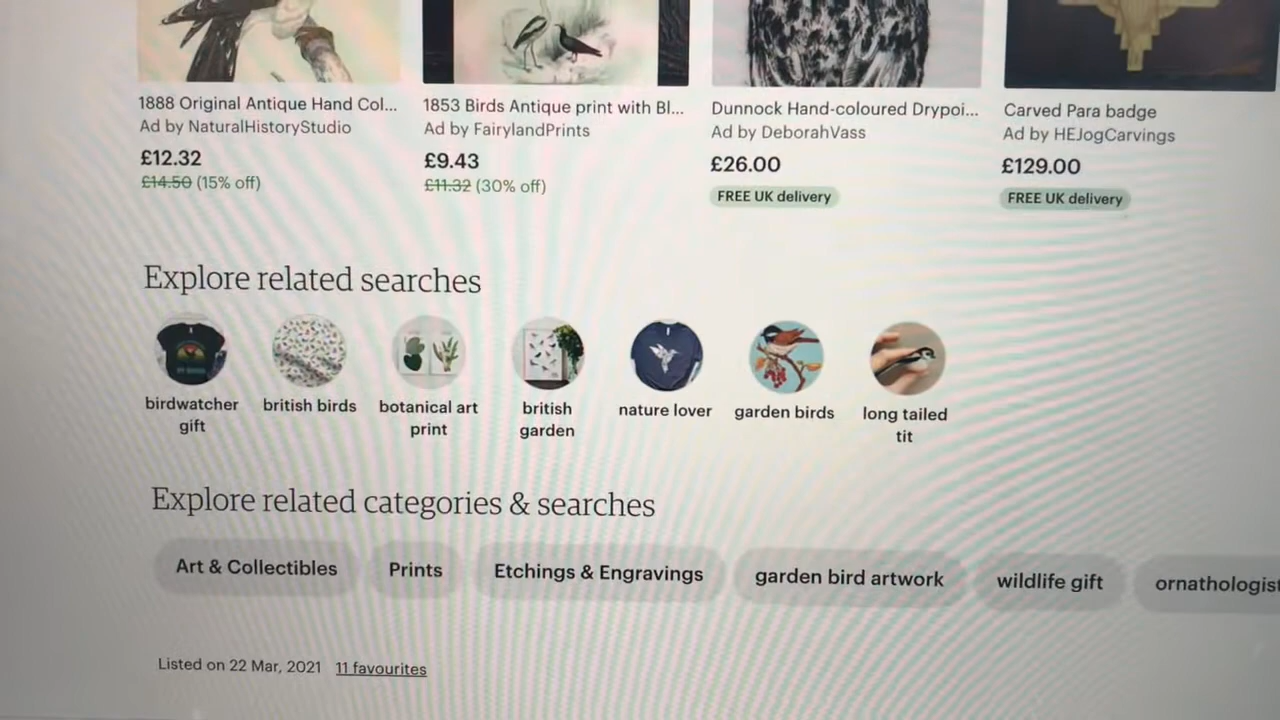 1888 Original Antique Hand Col...
1853 Birds Antique print with Bl...
Dunnock Hand-coloured Drypoi...
Carved Para badge
Ad by NaturalHistoryStudio
Ad by FairylandPrints
Ad by DeborahVass
Ad by HEJogCarvings
£12.32
£9.43
£26.00
£129.00
£14.50 (15% off)
£11.32 (30% off)
FREE UK delivery
FREE UK delivery
Explore related searches
birdwatcher
gift
british birds
botanical art
print
british
garden
nature lover
garden birds
long tailed
tit
Explore related categories & searches
Art & Collectibles
Prints
Etchings & Engravings
garden bird artwork
wildlife gift
ornathologist
Listed on 22 Mar, 2021
11 favourites